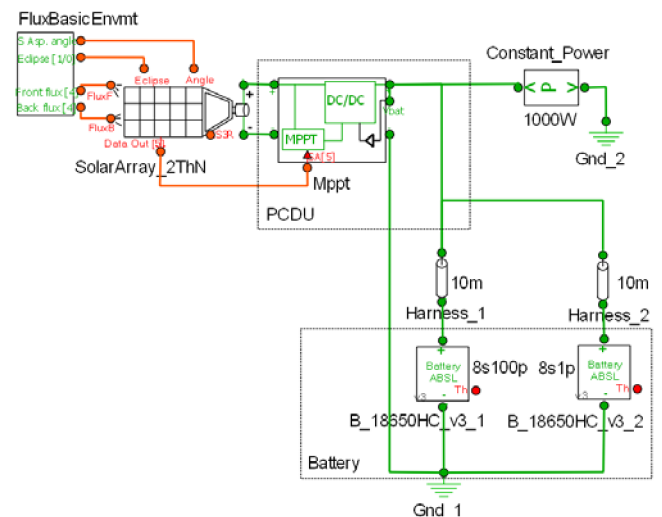 FluxBasicEnvmt
S Asp. angle
Eclipse [1/0]
Front flux [4]
Back flux [4]
Eclipse
Angle
FluxF
FluxB
S3R
Data Out [5]
SolarArray_2ThN
+
-
+
-
DC/DC
MPPT
Vbat
SA[5]
Mppt
PCDU
Constant_Power
P
V
1000W
Gnd_2
10m
Harness_1
10m
Harness_2
+
Battery
ABSL
Th
v3
-
8s100p
B_18650HC_v3_1
+
Battery
ABSL
Th
v3
-
8s1p
B_18650HC_v3_2
Battery
Gnd_1